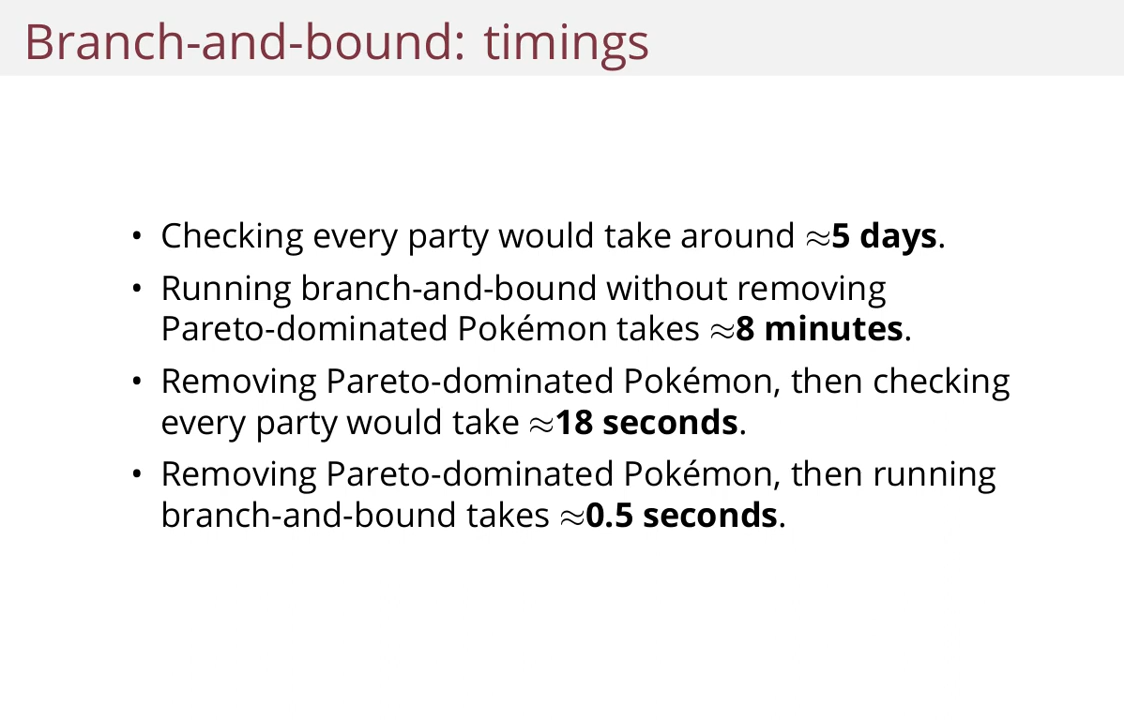 Branch-and-bound: timings
• Checking every party would take around ≈5 days.
• Running branch-and-bound without removing
Pareto-dominated Pokémon takes ≈8 minutes.
• Removing Pareto-dominated Pokémon, then checking
every party would take ≈18 seconds.
• Removing Pareto-dominated Pokémon, then running
branch-and-bound takes ≈0.5 seconds.